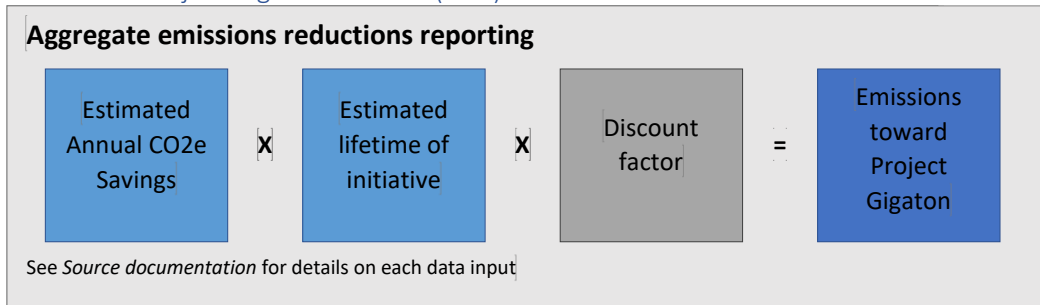 Aggregate emissions reductions reporting
Estimated
Annual CO2e
Savings
X
Estimated
lifetime of
initiative
X
Discount
factor
=
Emissions
toward
Project
Gigaton
See Source documentation for details on each data input